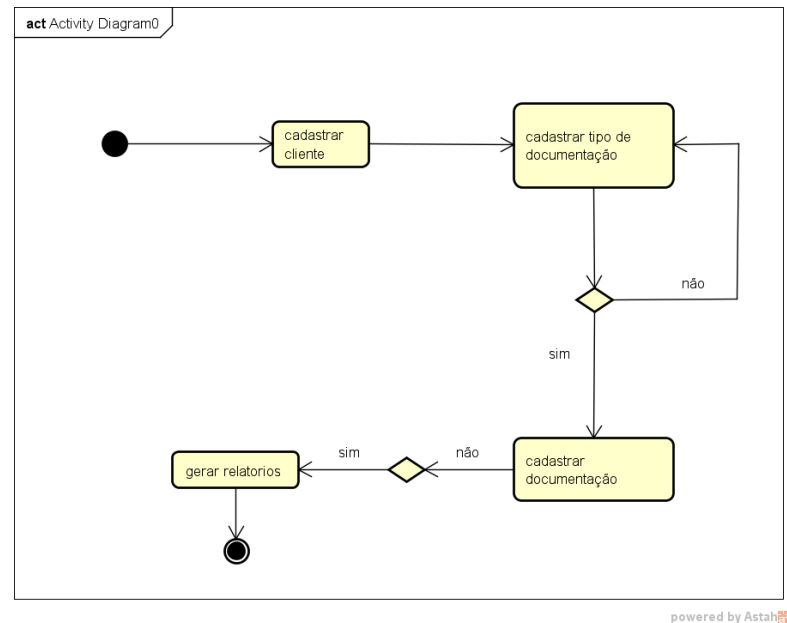 act Activity Diagram0
cadastrar
cliente
cadastrar tipo de
documentação
não
sim
cadastrar
documentação
não
sim
gerar relatorios
powered by Astah